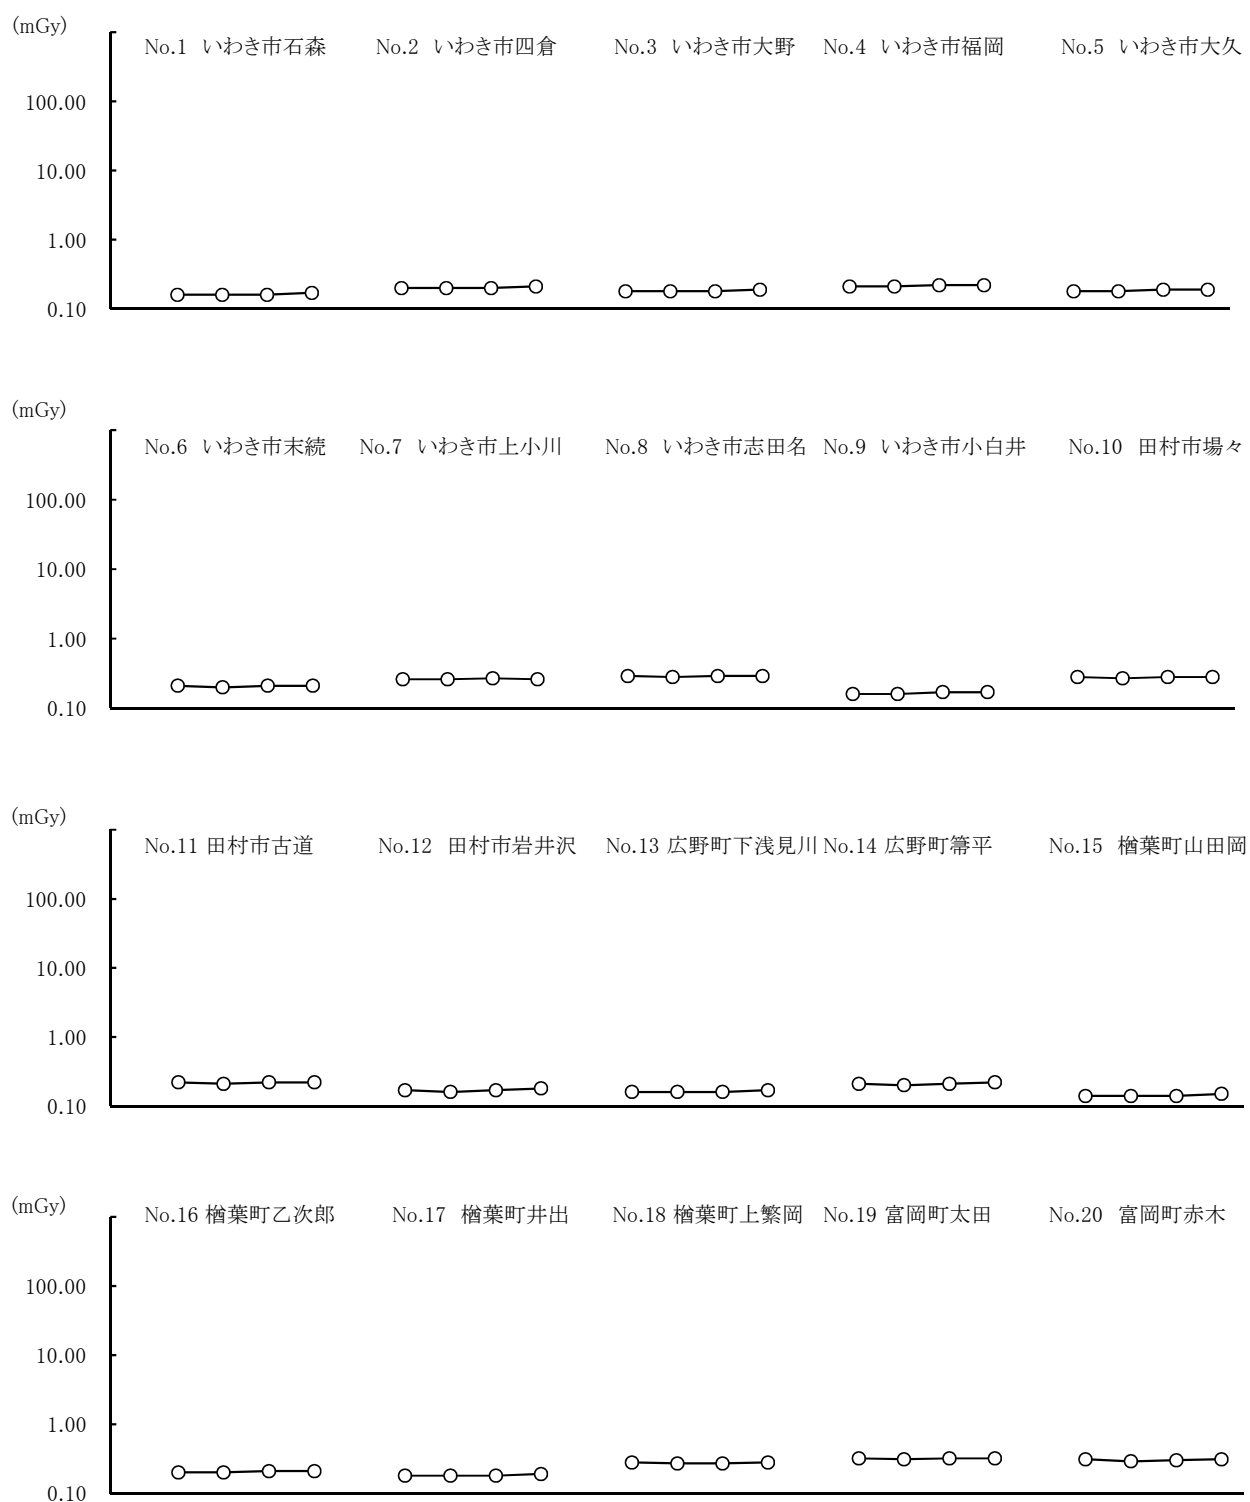 (mGy)
No.1 いわき市石森 No.2 いわき市四倉 No.3 いわき市大野 No.4 いわき市福岡 No.5 いわき市大久
100.00
10.00
1.00
0.10
(mGy)
No.6 いわき市末続 No.7 いわき市上小川 No.8 いわき市志田名 No.9 いわき市小白井 No.10 田村市場々
100.00
10.00
1.00
0.10
(mGy)
No.11 田村市古道 No.12 田村市岩井沢 No.13 広野町下浅見川 No.14 広野町箒平 No.15 楢葉町山田岡
100.00
10.00
1.00
0.10
(mGy)
No.16 楢葉町乙次郎 No.17 楢葉町井出 No.18 楢葉町上繁岡 No.19 富岡町太田 No.20 富岡町赤木
100.00
10.00
1.00
0.10